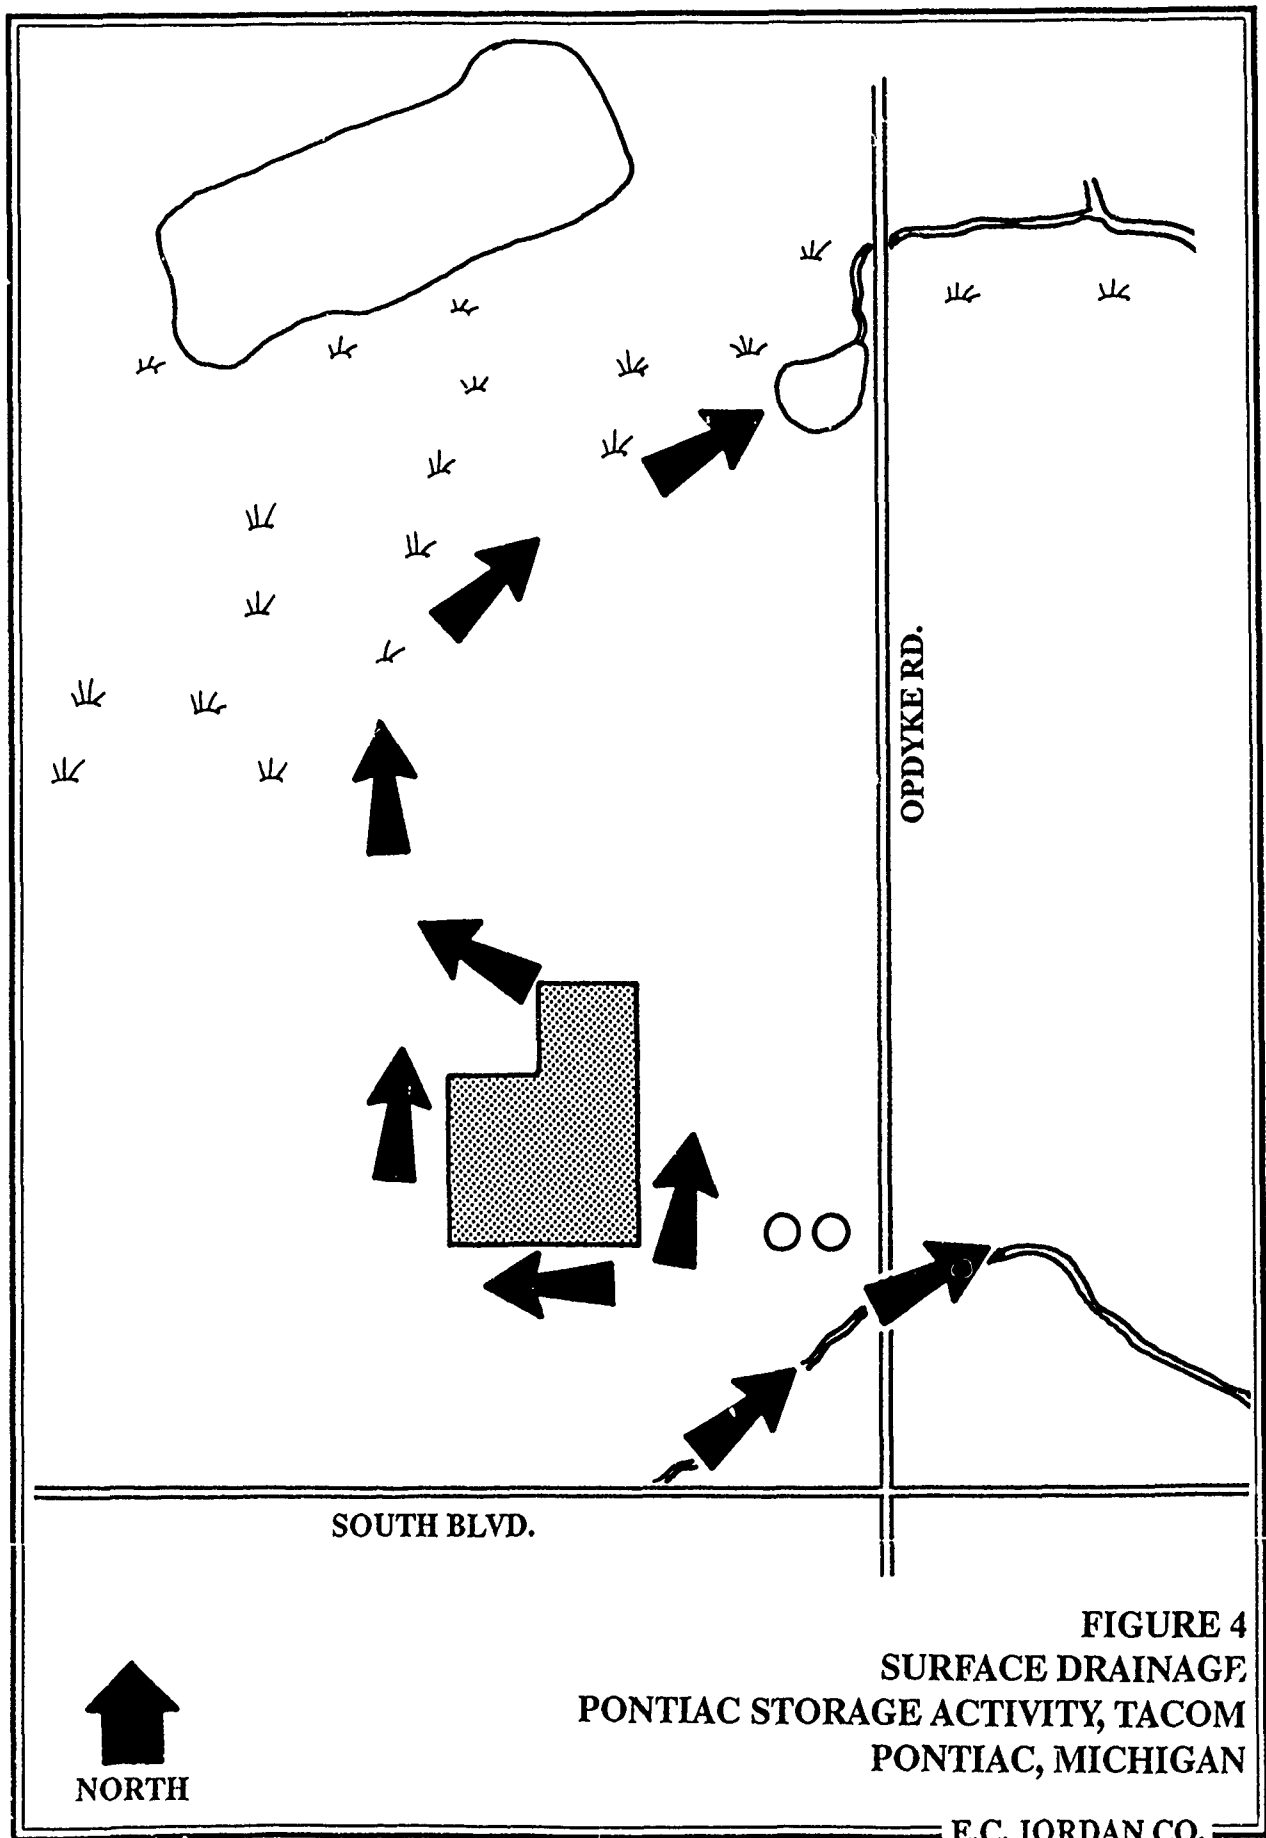 OPDYKE RD.
SOUTH BLVD.
FIGURE 4
SURFACE DRAINAGE
PONTIAC STORAGE ACTIVITY, TACOM
PONTIAC, MICHIGAN
NORTH
E.C. JORDAN CO.